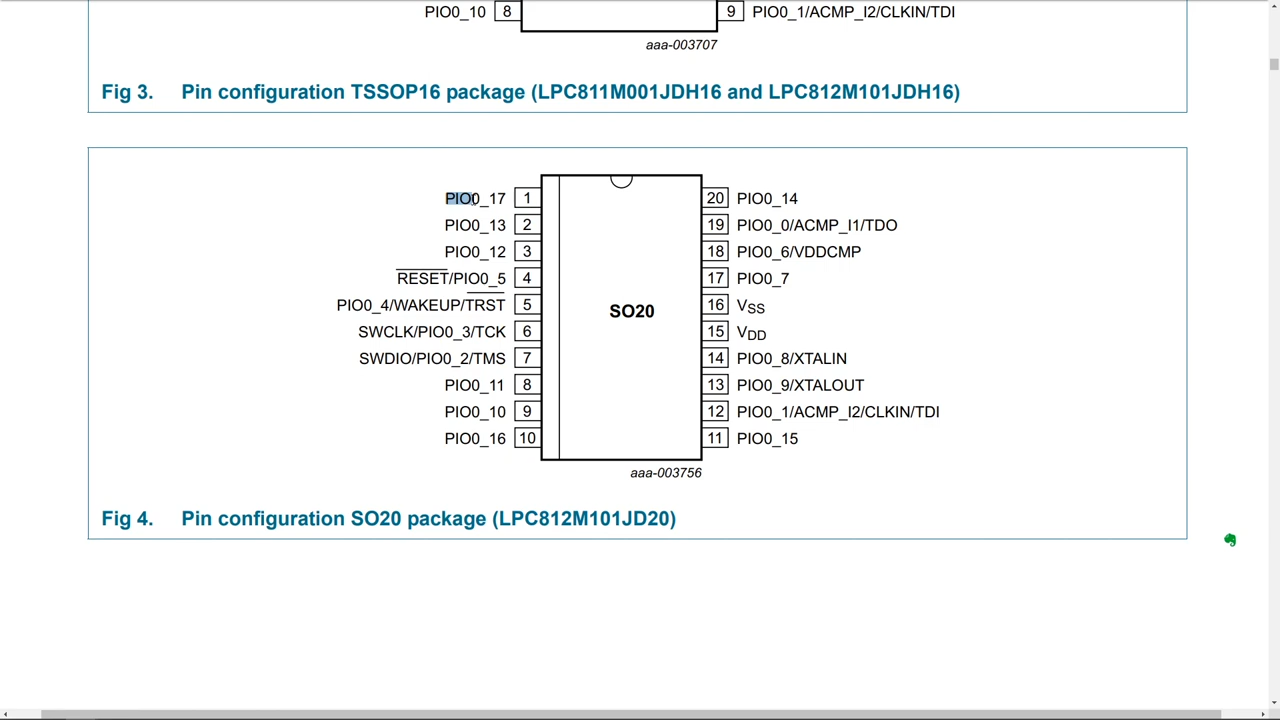 PIO0_10 8 9 PIO0_1/ACMP_I2/CLKIN/TDI
aaa-003707
Fig 3. Pin configuration TSSOP16 package (LPC811M001JDH16 and LPC812M101JDH16)
PIO0_17 1 20 PIO0_14
PIO0_13 2 19 PIO0_0/ACMP_I1/TDO
PIO0_12 3 18 PIO0_6/VDDCMP
RESET/PIO0_5 4 17 PIO0_7
PIO0_4/WAKEUP/TRST 5 16 VSS
SO20
SWCLK/PIO0_3/TCK 6 15 VDD
SWDIO/PIO0_2/TMS 7 14 PIO0_8/XTALIN
PIO0_11 8 13 PIO0_9/XTALOUT
PIO0_10 9 12 PIO0_1/ACMP_I2/CLKIN/TDI
PIO0_16 10 11 PIO0_15
aaa-003756
Fig 4. Pin configuration SO20 package (LPC812M101JD20)